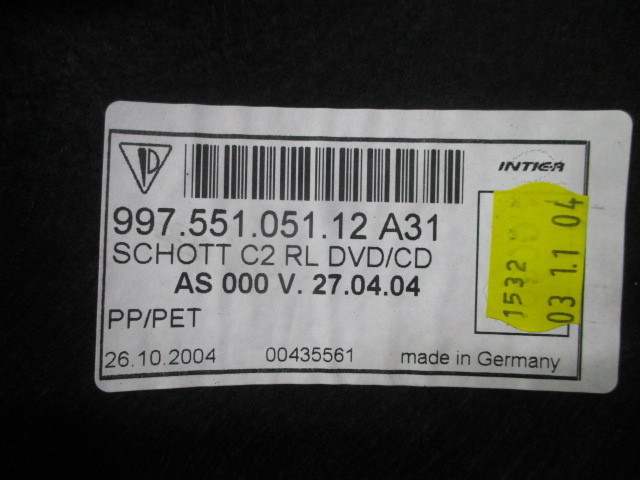 INTIER
997.551.051.12 A31
SCHOTT C2 RL DVD/CD
AS 000 V. 27.04.04
PP/PET
26.10.2004 00435561 made in Germany
1532
03 11 04